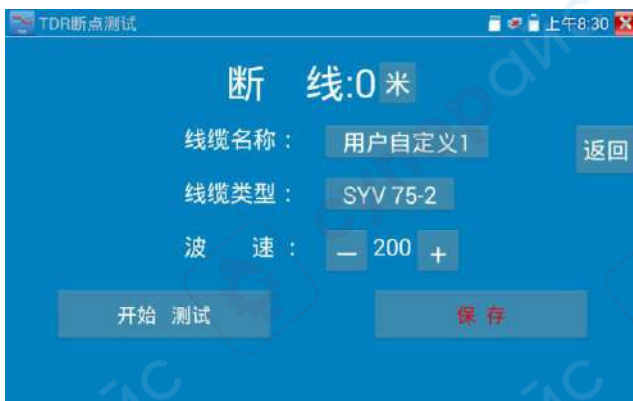 TDR断点测试 上午8:30
断 线:0 米
线缆名称： 用户自定义1
返回
线缆类型： SYV 75-2
波 速： — 200 +
开始 测试 保 存